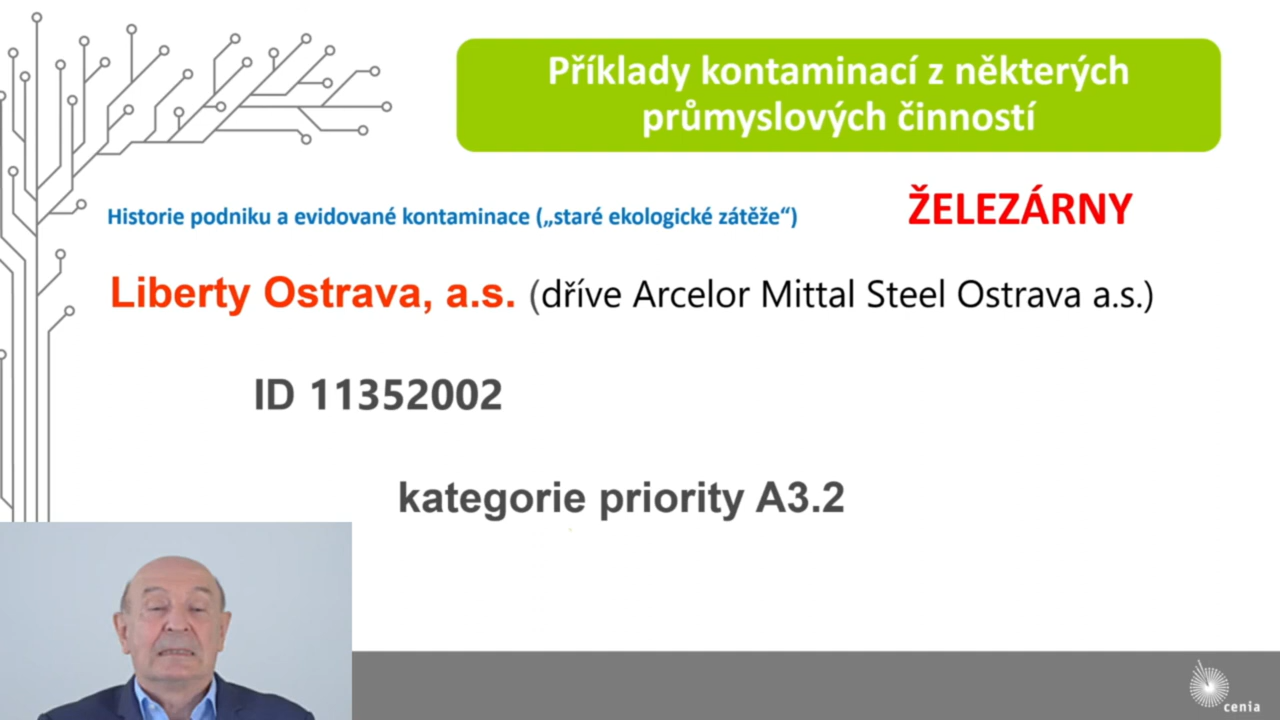 Příklady kontaminací z některých
průmyslových činností
Historie podniku a evidované kontaminace („staré ekologické zátěže“)
ŽELEZÁRNY
Liberty Ostrava, a.s. (dříve Arcelor Mittal Steel Ostrava a.s.)
ID 11352002
kategorie priority A3.2
cenia